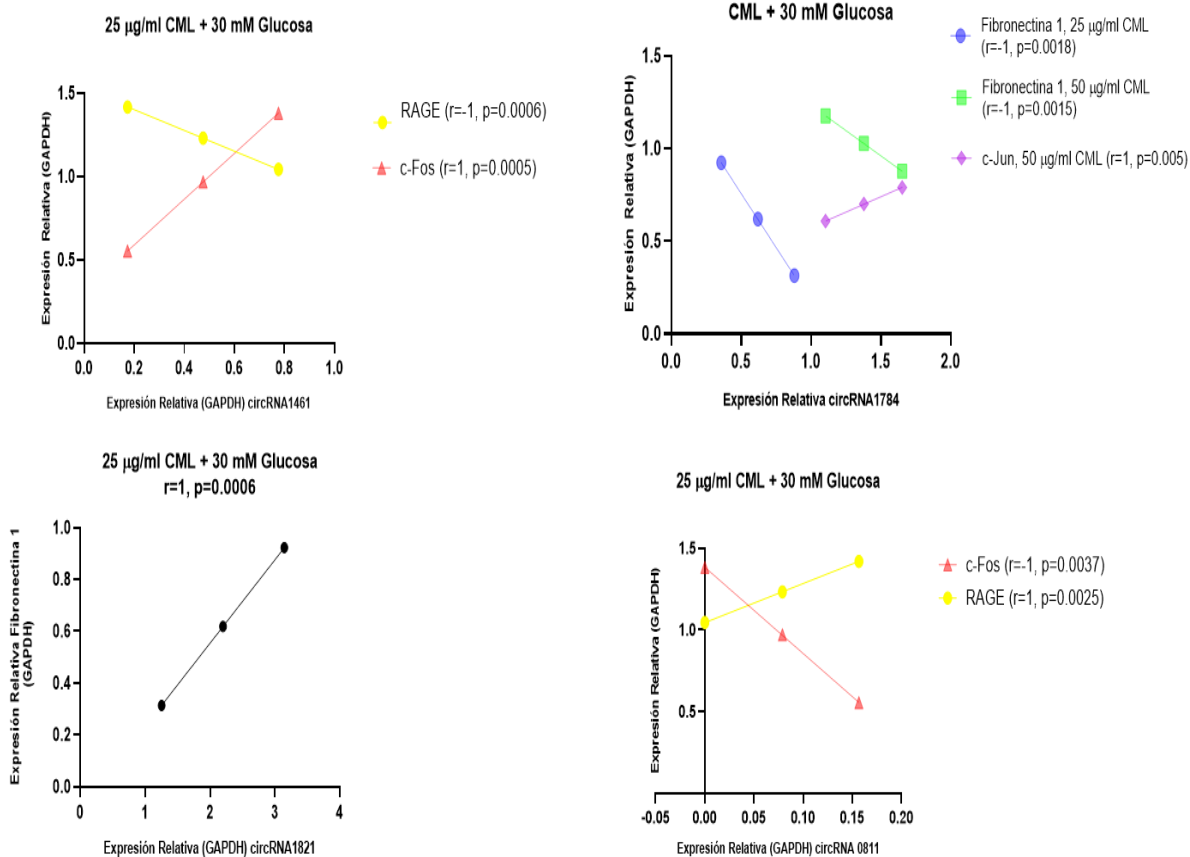 25 μg/ml CML + 30 mM Glucosa
Expresión Relativa (GAPDH)
1.5
1.0
0.5
0.0
0.0 0.2 0.4 0.6 0.8 1.0
Expresión Relativa (GAPDH) circRNA1461
RAGE (r=-1, p=0.0006)
c-Fos (r=1, p=0.0005)
CML + 30 mM Glucosa
Expresión Relativa (GAPDH)
1.5
1.0
0.5
0.0
0.0 0.5 1.0 1.5 2.0
Expresión Relativa circRNA1784
Fibronectina 1, 25 μg/ml CML
(r=-1, p=0.0018)
Fibronectina 1, 50 μg/ml CML
(r=-1, p=0.0015)
c-Jun, 50 μg/ml CML (r=1, p=0.005)
25 μg/ml CML + 30 mM Glucosa
r=1, p=0.0006
Expresión Relativa Fibronectina 1
(GAPDH)
1.0
0.8
0.6
0.4
0.2
0.0
0 1 2 3 4
Expresión Relativa (GAPDH) circRNA1821
25 μg/ml CML + 30 mM Glucosa
Expresión Relativa (GAPDH)
1.5
1.0
0.5
-0.05 0.00 0.05 0.10 0.15 0.20
Expresión Relativa (GAPDH) circRNA 0811
c-Fos (r=-1, p=0.0037)
RAGE (r=1, p=0.0025)